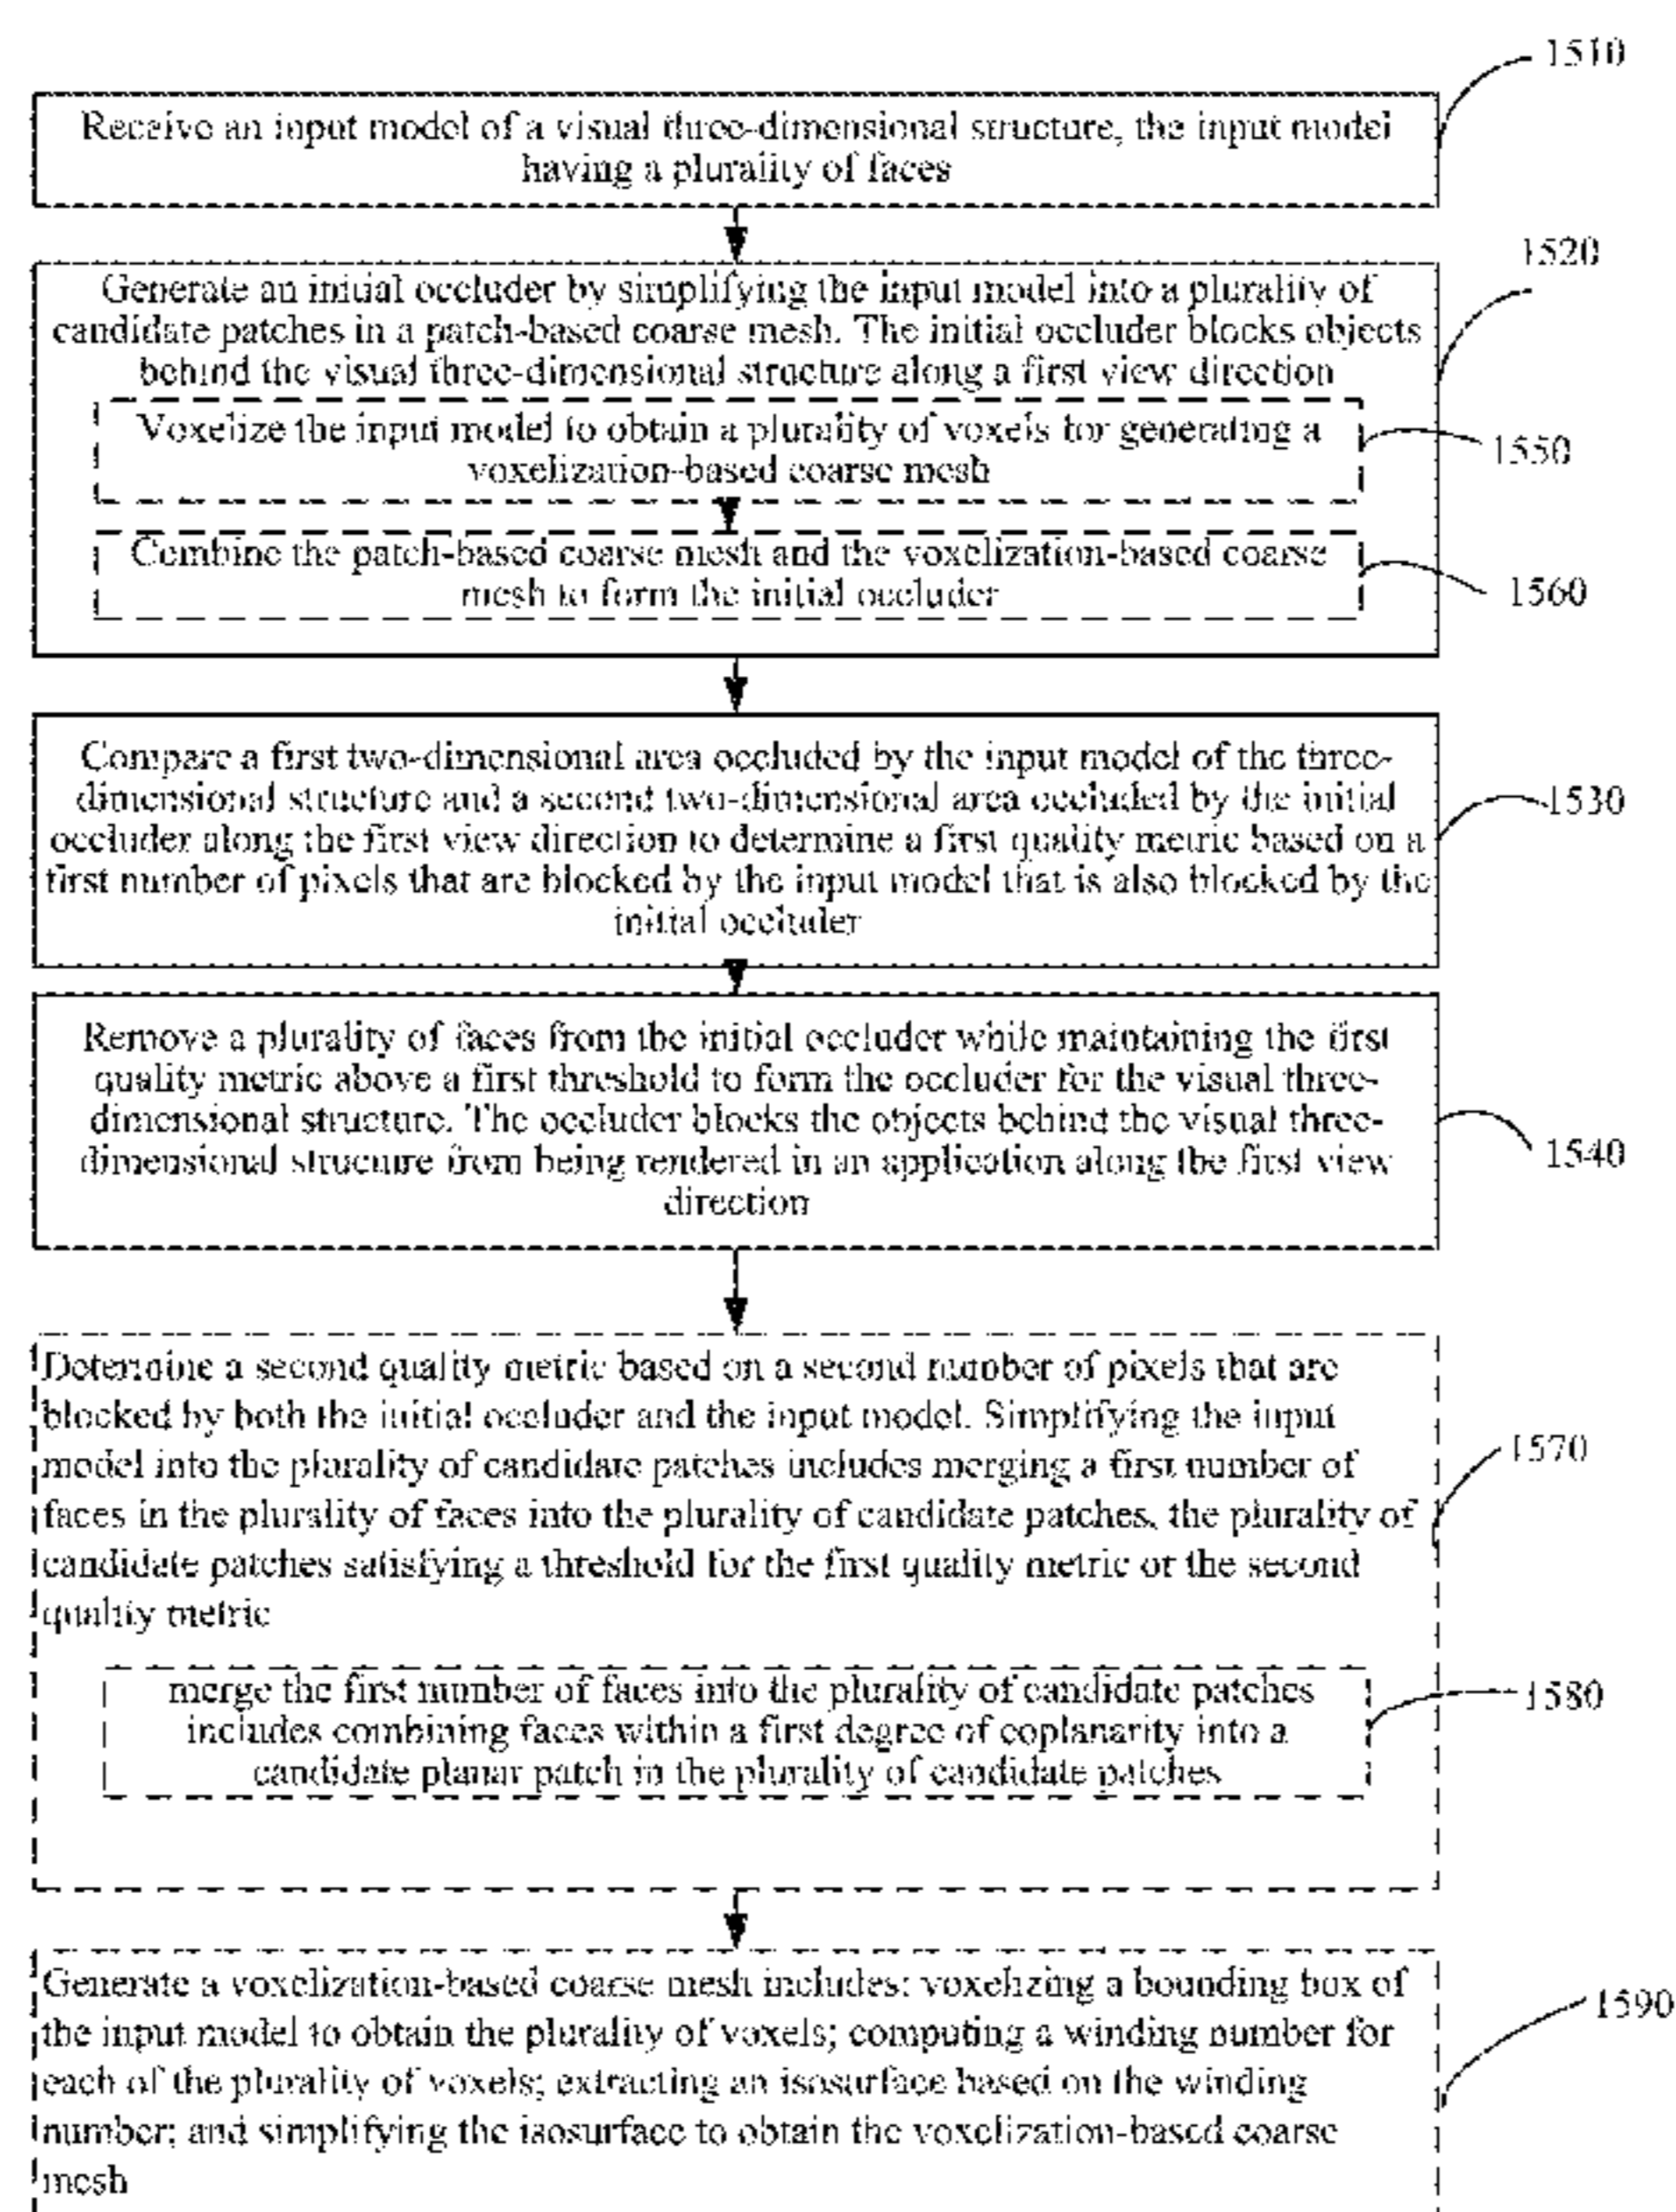 1510
Receive an input model of a visual three-dimensional structure, the input model
having a plurality of faces
1520
Generate an initial occluder by simplifying the input model into a plurality of
candidate patches in a patch-based coarse mesh. The initial occluder blocks objects
behind the visual three-dimensional structure along a first view direction
Voxelize the input model to obtain a plurality of voxels for generating a
voxelization-based coarse mesh
1550
Combine the patch-based coarse mesh and the voxelization-based coarse
mesh to form the initial occluder
1560
Compare a first two-dimensional area occluded by the input model of the three-
dimensional structure and a second two-dimensional area occluded by the initial
occluder along the first view direction to determine a first quality metric based on a
first number of pixels that are blocked by the input model that is also blocked by the
initial occluder
1530
Remove a plurality of faces from the initial occluder while maintaining the first
quality metric above a first threshold to form the occluder for the visual three-
dimensional structure. The occluder blocks the objects behind the visual three-
dimensional structure from being rendered in an application along the first view
direction
1540
Determine a second quality metric based on a second number of pixels that are
blocked by both the initial occluder and the input model. Simplifying the input
model into the plurality of candidate patches includes merging a first number of
faces in the plurality of faces into the plurality of candidate patches, the plurality of
candidate patches satisfying a threshold for the first quality metric or the second
quality metric
1570
merge the first number of faces into the plurality of candidate patches
includes combining faces within a first degree of coplanarity into a
candidate planar patch in the plurality of candidate patches
1580
Generate a voxelization-based coarse mesh includes: voxelizing a bounding box of
the input model to obtain the plurality of voxels; computing a winding number for
each of the plurality of voxels; extracting an isosurface based on the winding
number; and simplifying the isosurface to obtain the voxelization-based coarse
mesh
1590